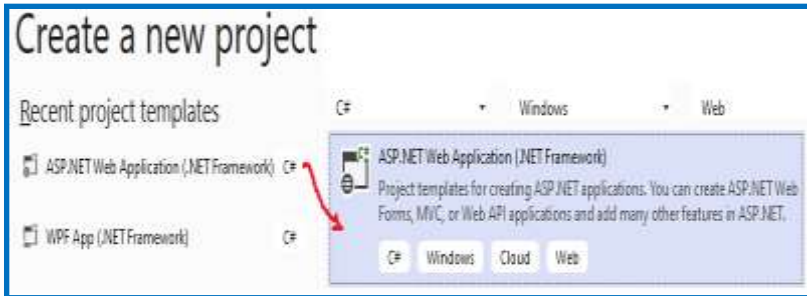 Create a new project
Recent project templates
C# Windows Web
ASP.NET Web Application (.NET Framework) C#
ASP.NET Web Application (.NET Framework)
Project templates for creating ASP.NET applications. You can create ASP.NET Web
Forms, MVC, or Web API applications and add many other features in ASP.NET.
WPF App (.NET Framework) C#
C# Windows Cloud Web